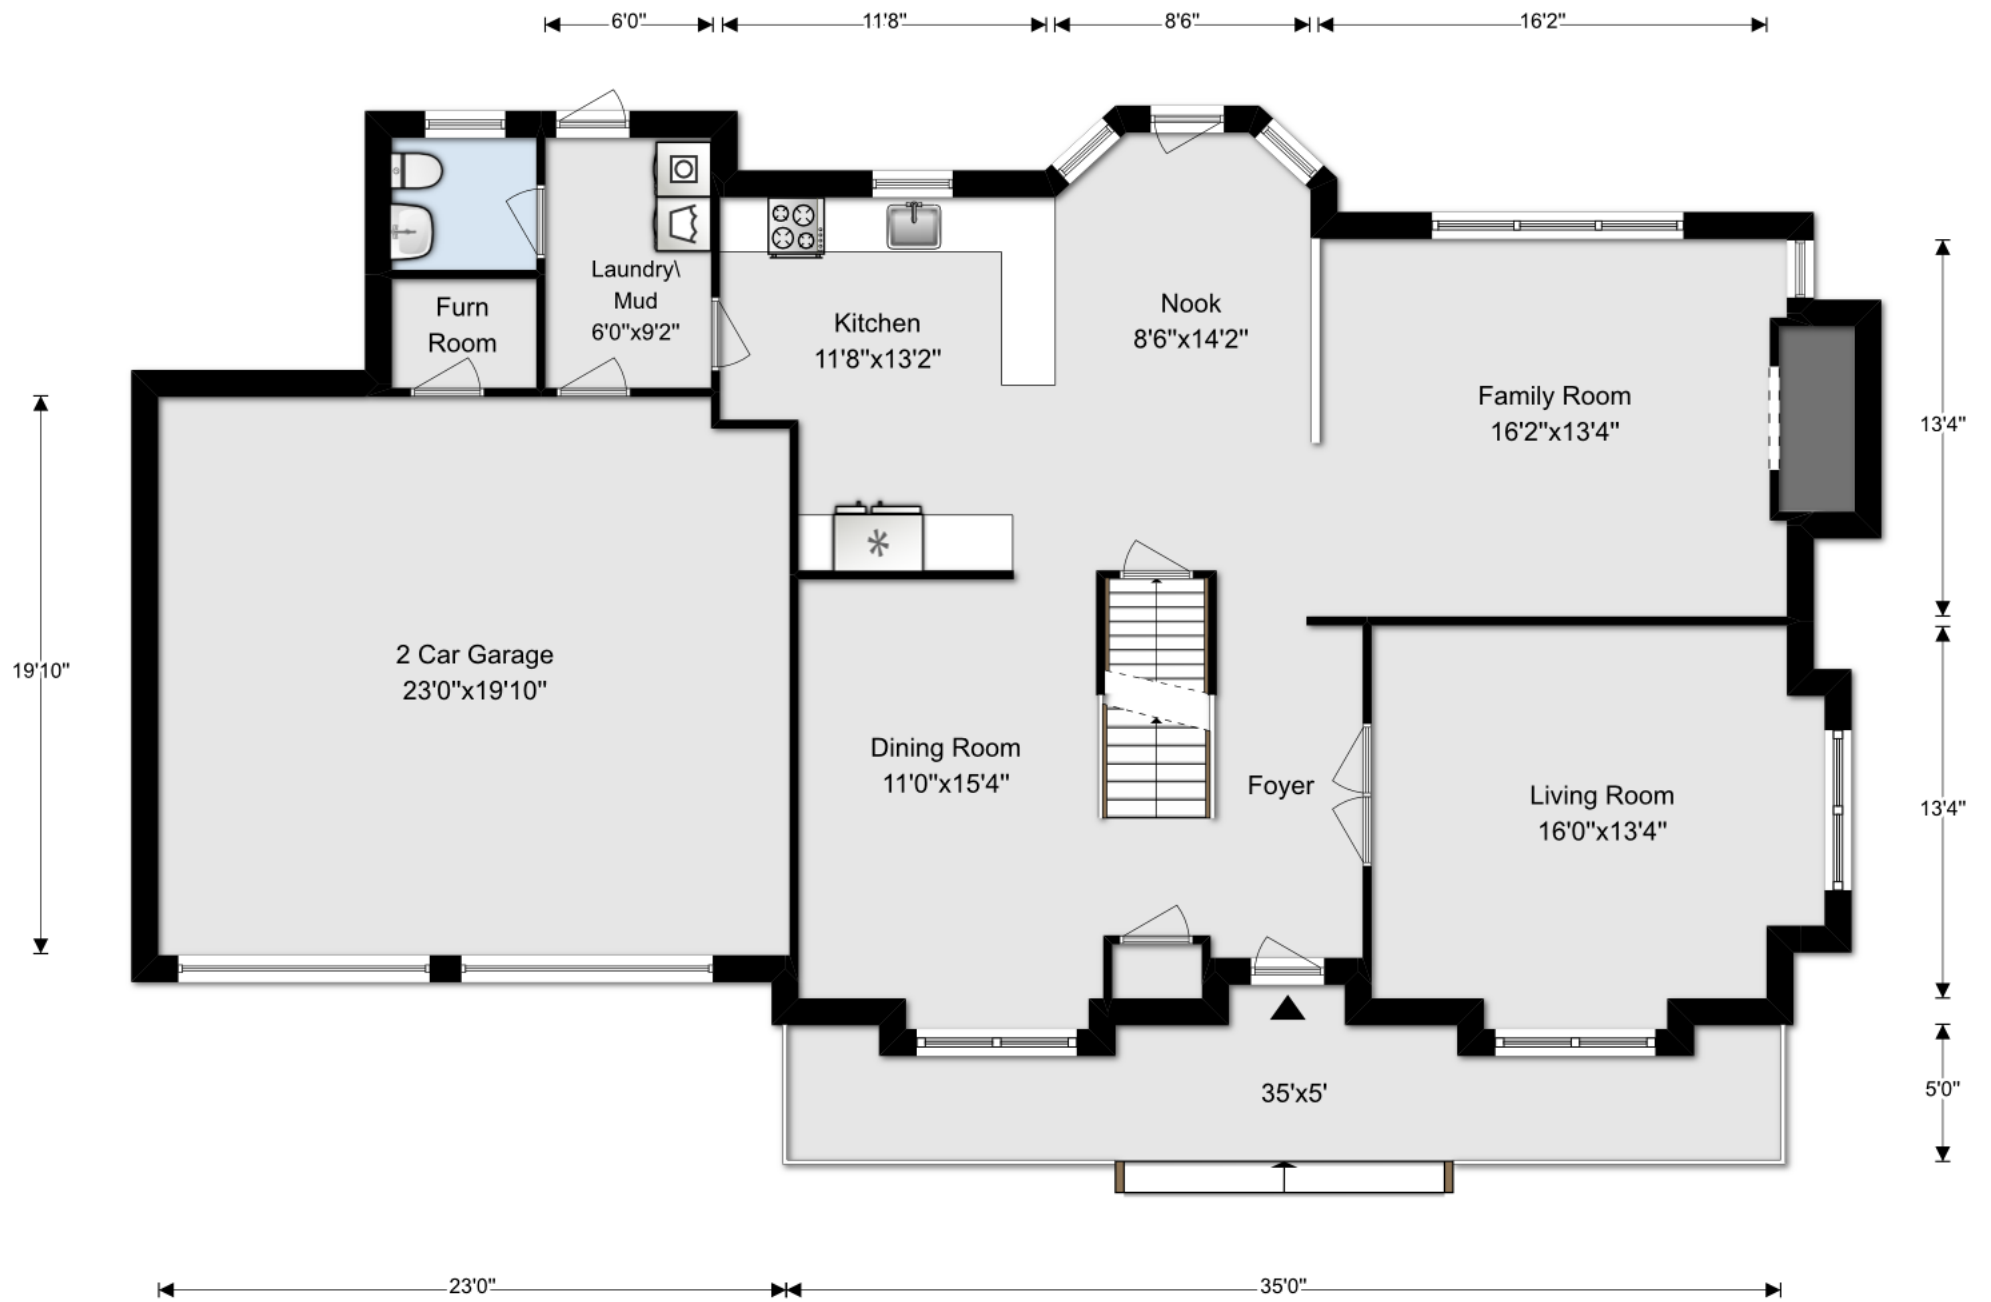 6'0"
11'8"
8'6"
16'2"
Laundry\
Mud
6'0"x9'2"
Furn
Room
Kitchen
11'8"x13'2"
Nook
8'6"x14'2"
Family Room
16'2"x13'4"
13'4"
2 Car Garage
23'0"x19'10"
19'10"
Dining Room
11'0"x15'4"
Foyer
Living Room
16'0"x13'4"
13'4"
35'x5'
5'0"
23'0"
35'0"